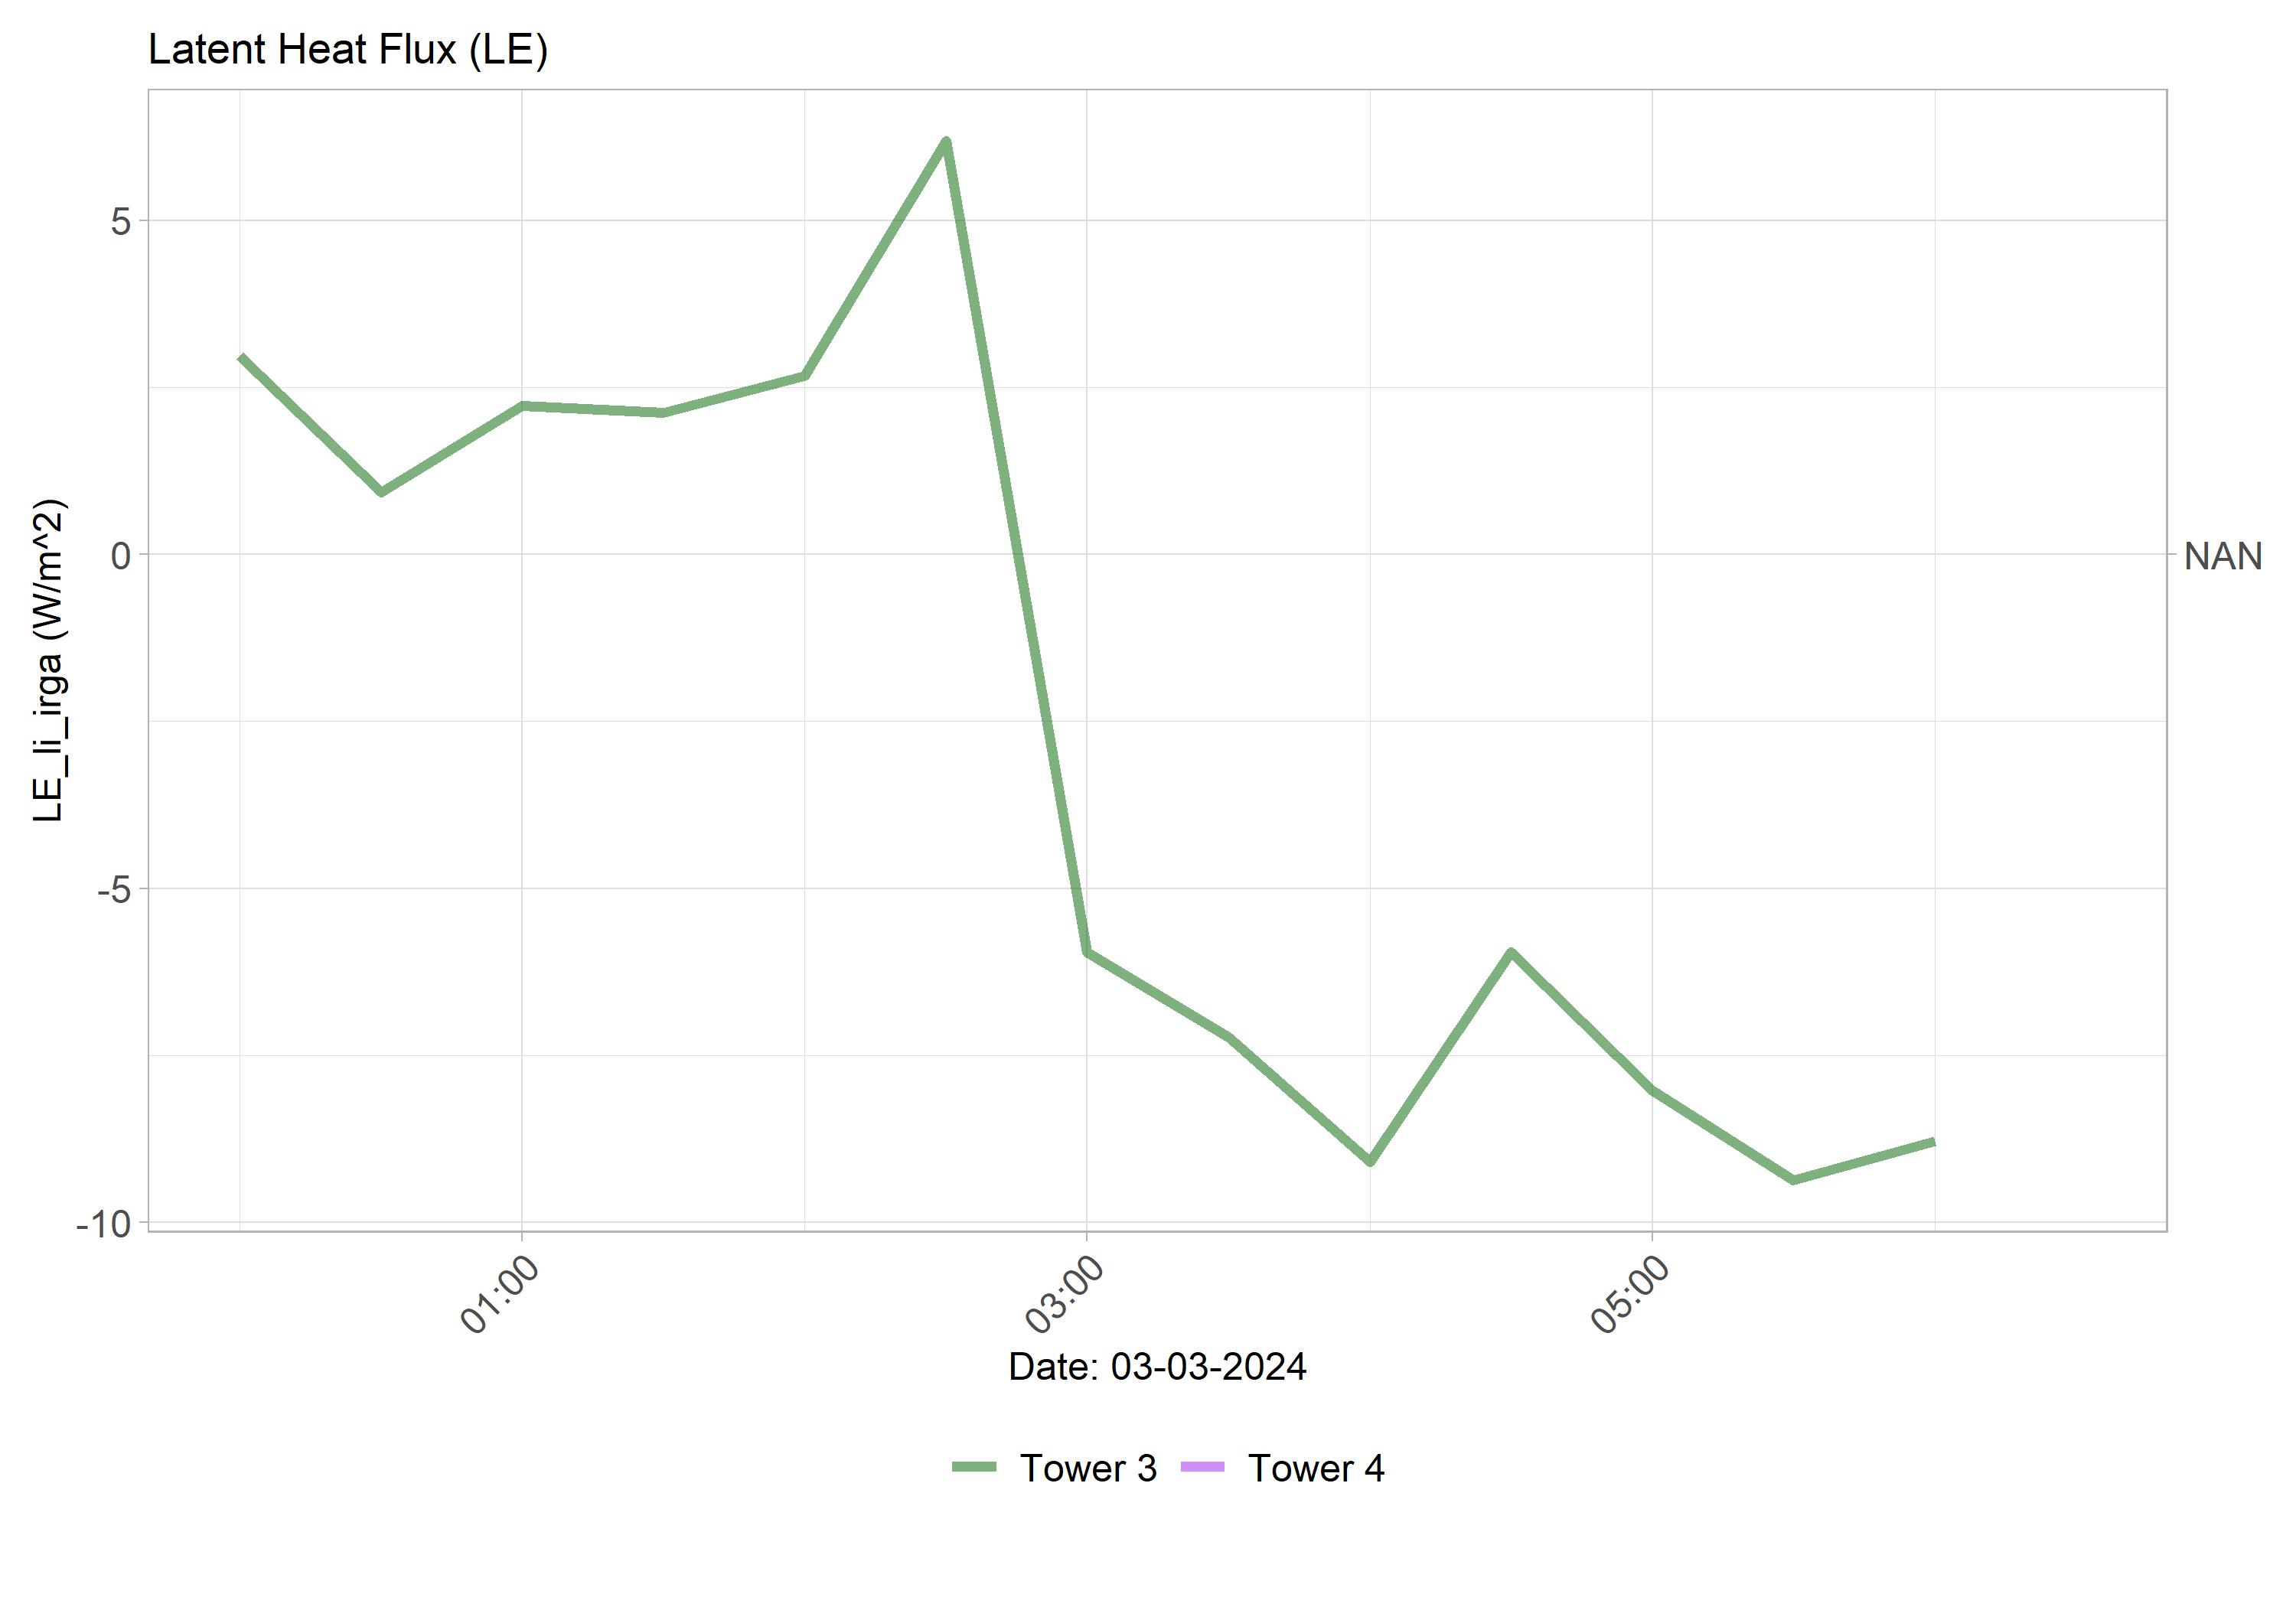 Latent Heat Flux (LE)
LE_li_irga (W/m^2)
5
0
-5
-10
NAN
01:00
03:00
05:00
Date: 03-03-2024
Tower 3
Tower 4